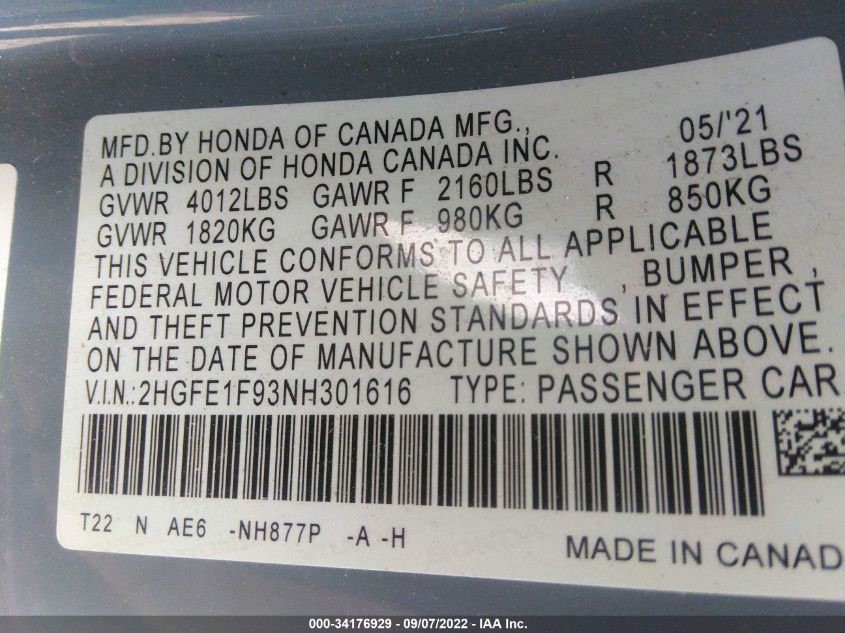 MFD.BY HONDA OF CANADA MFG., 05/'21
A DIVISION OF HONDA CANADA INC.
GVWR 4012LBS GAWR F 2160LBS R 1873LBS
GVWR 1820KG GAWR F 980KG R 850KG
THIS VEHICLE CONFORMS TO ALL APPLICABLE
FEDERAL MOTOR VEHICLE SAFETY , BUMPER ,
AND THEFT PREVENTION STANDARDS IN EFFECT
ON THE DATE OF MANUFACTURE SHOWN ABOVE.
V.I.N.:2HGFE1F93NH301616 TYPE: PASSENGER CAR
T22 N AE6 -NH877P -A -H
MADE IN CANAD
000-34176929 - 09/07/2022 - IAA Inc.